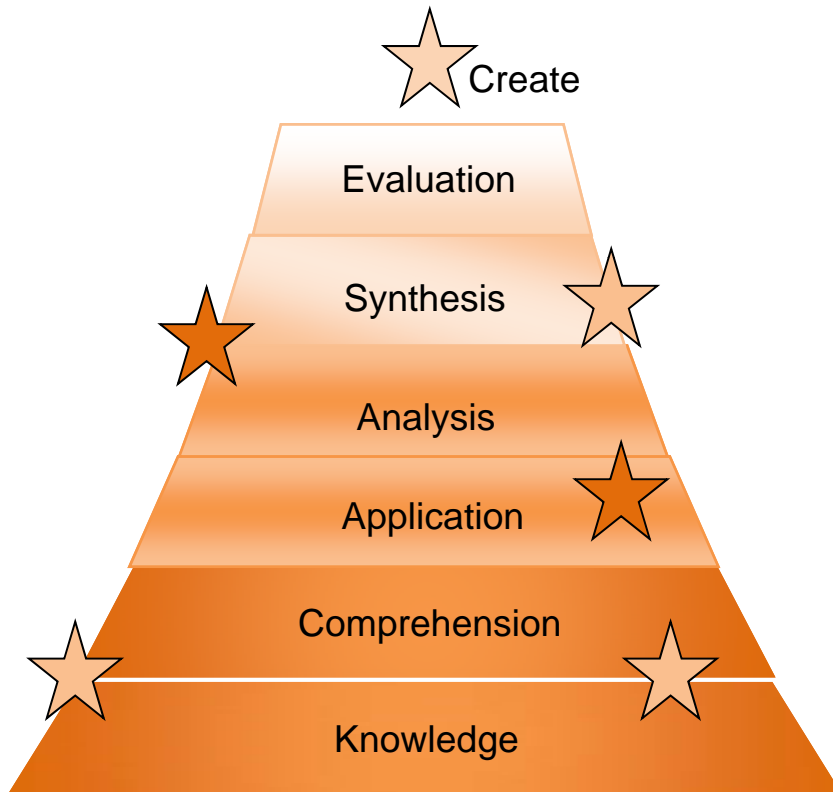 Create
Evaluation
Synthesis
Analysis
Application
Comprehension
Knowledge